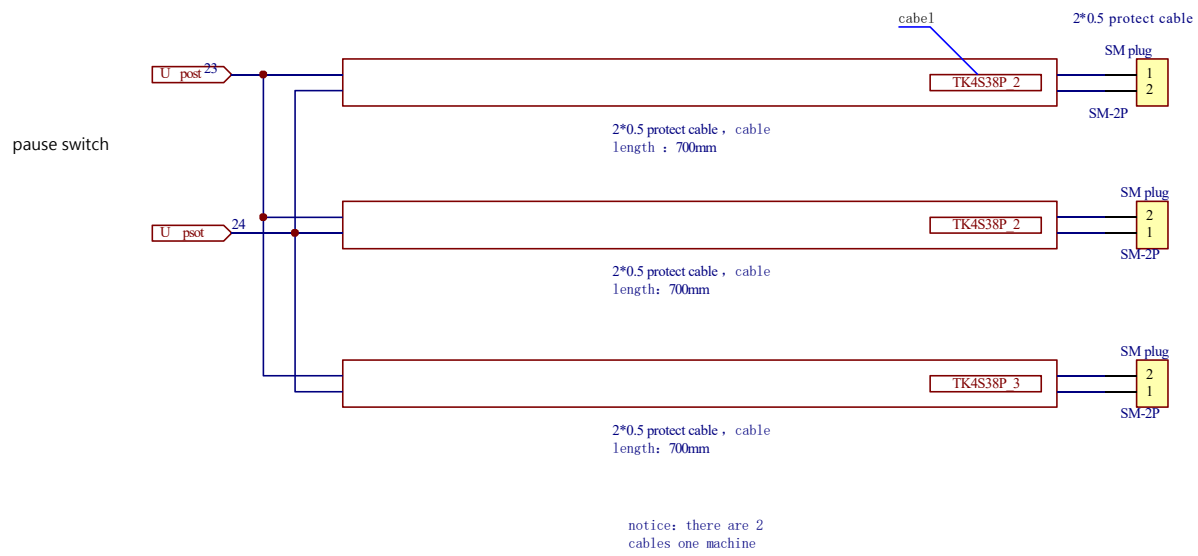 cabel
2*0.5 protect cable
SM plug
U post 23
TK4S38P_2
1
2
SM-2P
2*0.5 protect cable ，cable
length ：700mm
pause switch
SM plug
U psot 24
TK4S38P_2
2
1
SM-2P
2*0.5 protect cable ，cable
length：700mm
SM plug
TK4S38P_3
2
1
SM-2P
2*0.5 protect cable ，cable
length：700mm
notice：there are 2
cables one machine